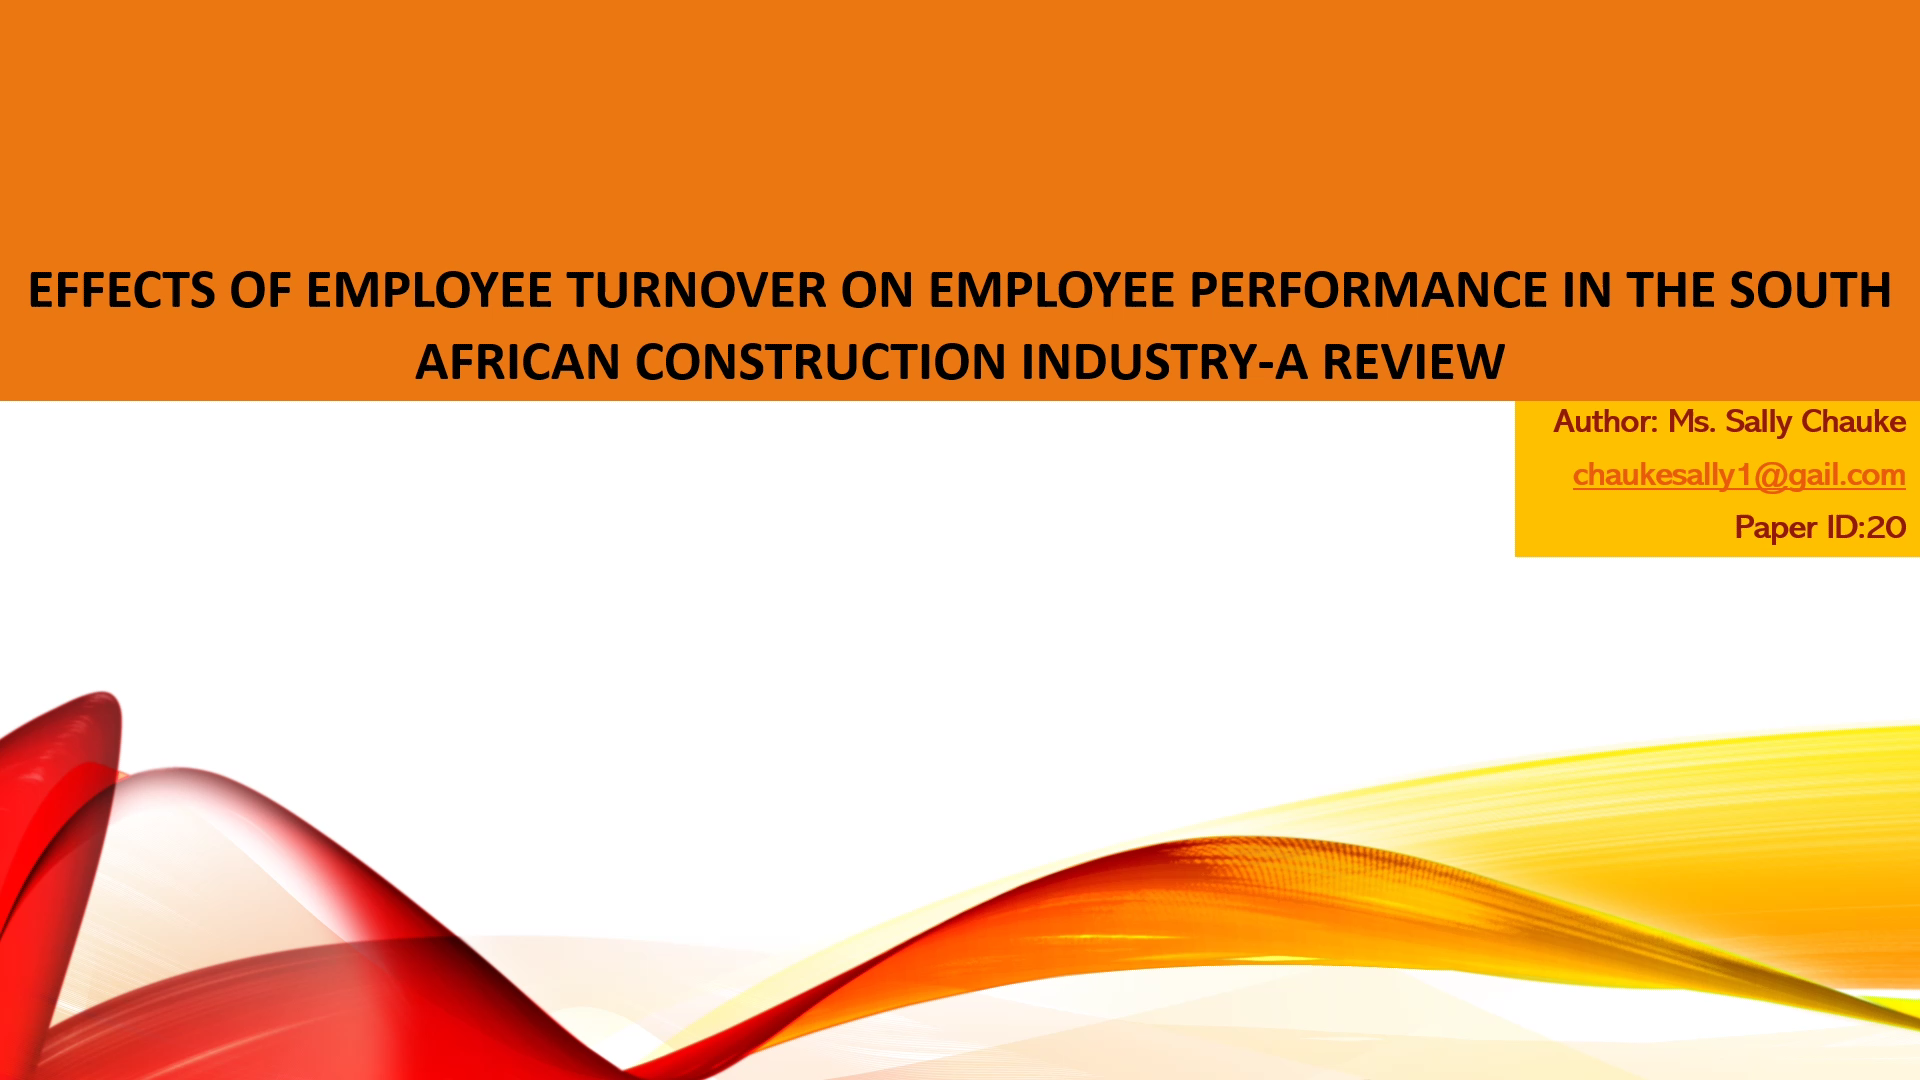 EFFECTS OF EMPLOYEE TURNOVER ON EMPLOYEE PERFORMANCE IN THE SOUTH
AFRICAN CONSTRUCTION INDUSTRY-A REVIEW
Author: Ms. Sally Chauke
chaukesally1@gail.com
Paper ID:20